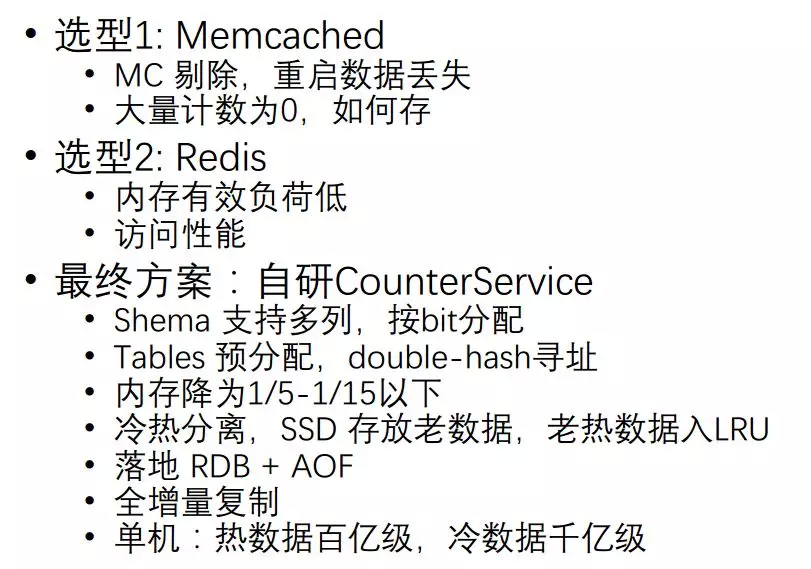 • 选型1: Memcached
• MC 剔除，重启数据丢失
• 大量计数为0，如何存
• 选型2: Redis
• 内存有效负荷低
• 访问性能
• 最终方案：自研CounterService
• Shema 支持多列，按bit分配
• Tables 预分配，double-hash寻址
• 内存降为1/5-1/15以下
• 冷热分离，SSD 存放老数据，老热数据入LRU
• 落地 RDB + AOF
• 全增量复制
• 单机：热数据百亿级，冷数据千亿级